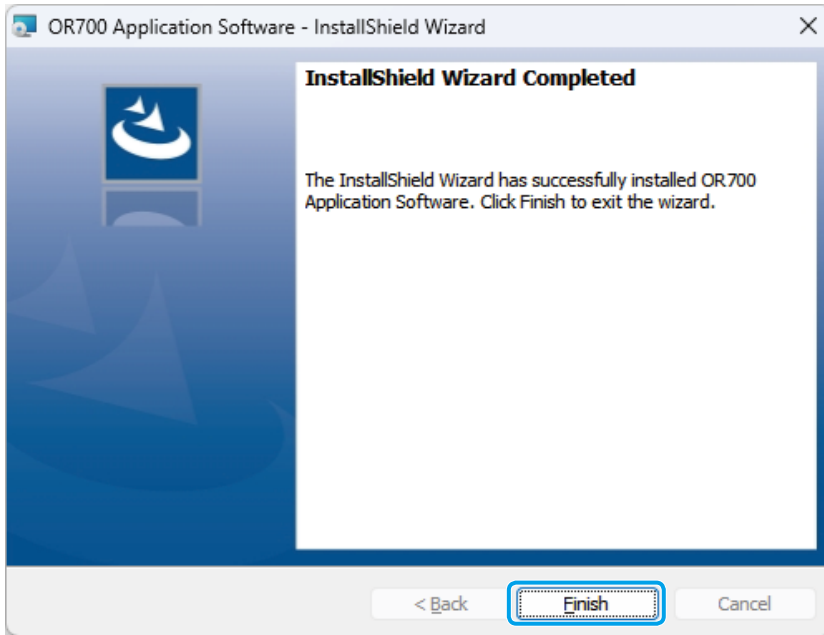 OR700 Application Software - InstallShield Wizard
InstallShield Wizard Completed
The InstallShield Wizard has successfully installed OR700
Application Software. Click Finish to exit the wizard.
< Back Finish Cancel